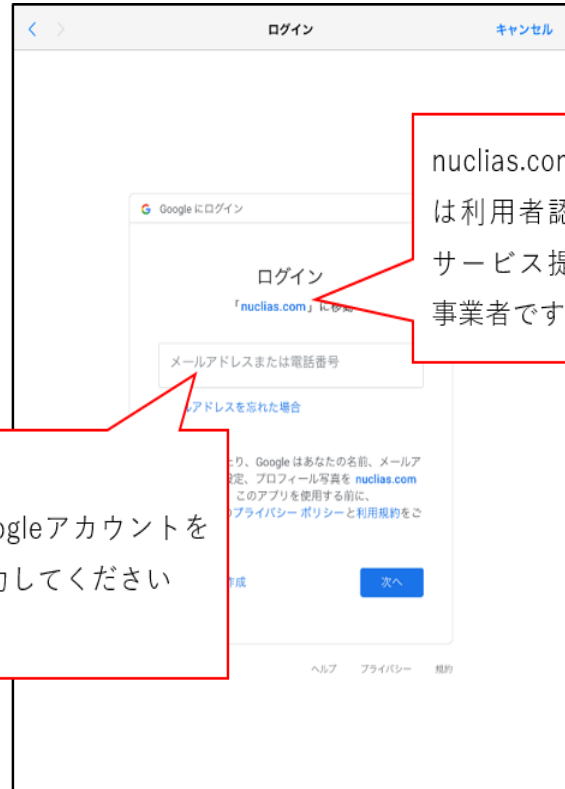 ログイン
キャンセル
nuclias.com
は利用者認
サービス提
事業者です
G Google にログイン
ログイン
「nuclias.com」に移動
メールアドレスまたは電話番号
ルアドレスを忘れた場合
たり、Google はあなたの名前、メールア
設定、プロフィール写真を nuclias.com
このアプリを使用する前に、
のプライバシー ポリシーと利用規約をご
ogleアカウントを
力してください
作成
次へ
ヘルプ
プライバシー
規約